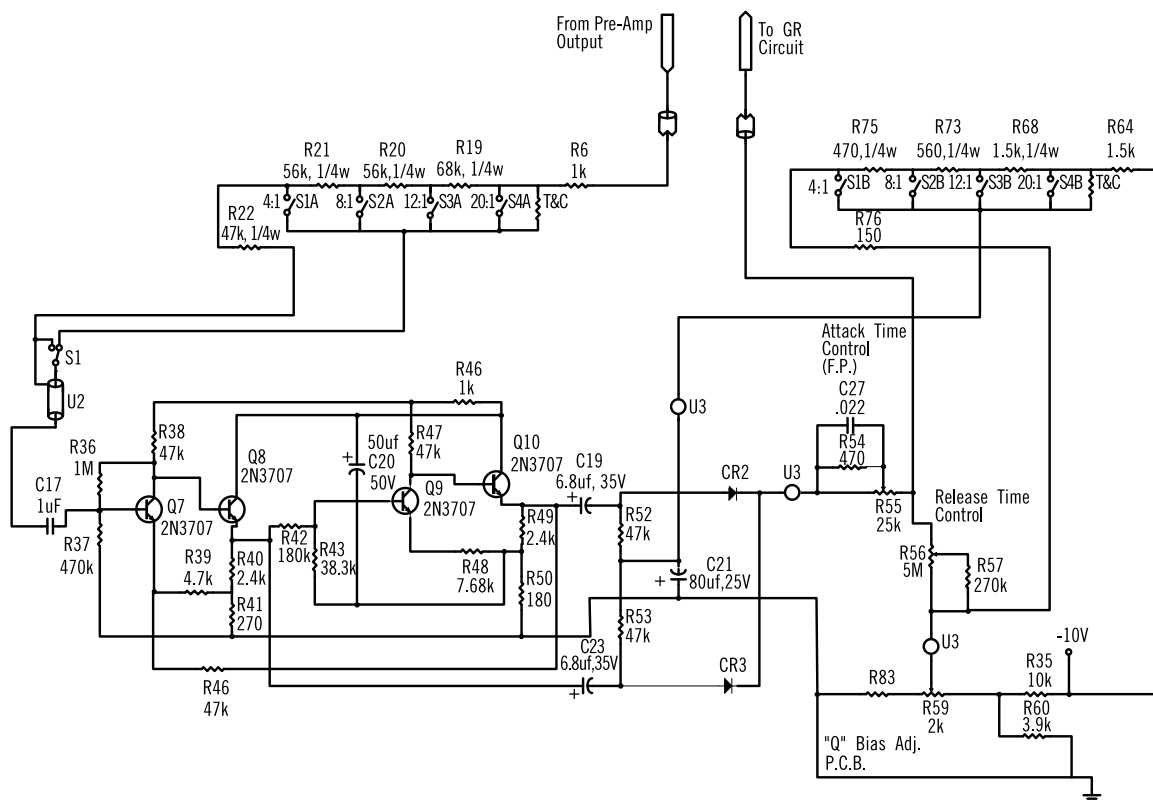 From Pre-Amp
Output
To GR
Circuit
R21
56k, 1/4w
R20
56k,1/4w
R19
68k, 1/4w
R6
1k
4:1
S1A
8:1
S2A
12:1
S3A
20:1
S4A
T&C
R22
47k, 1/4w
R75
470,1/4w
R73
560,1/4w
R68
1.5k,1/4w
R64
1.5k
4:1
S1B
8:1
S2B
12:1
S3B
20:1
S4B
T&C
R76
150
S1
U2
Attack Time
Control
(F.P.)
C27
.022
R54
470
R46
1k
U3
R36
1M
R38
47k
Q8
2N3707
50uf
C20
50V
+
R47
47k
Q10
2N3707
C19
6.8uf, 35V
+
CR2
U3
R55
25k
Release Time
Control
C17
1uF
Q7
2N3707
Q9
2N3707
R37
470k
R39
4.7k
R40
2.4k
R42
180k
R43
38.3k
R49
2.4k
R48
7.68k
R50
180
R52
47k
C21
80uf,25V
+
R56
5M
R57
270k
R41
270
R53
47k
C23
6.8uf,35V
+
CR3
U3
-10V
R46
47k
R83
R59
2k
R35
10k
R60
3.9k
"Q" Bias Adj.
P.C.B.